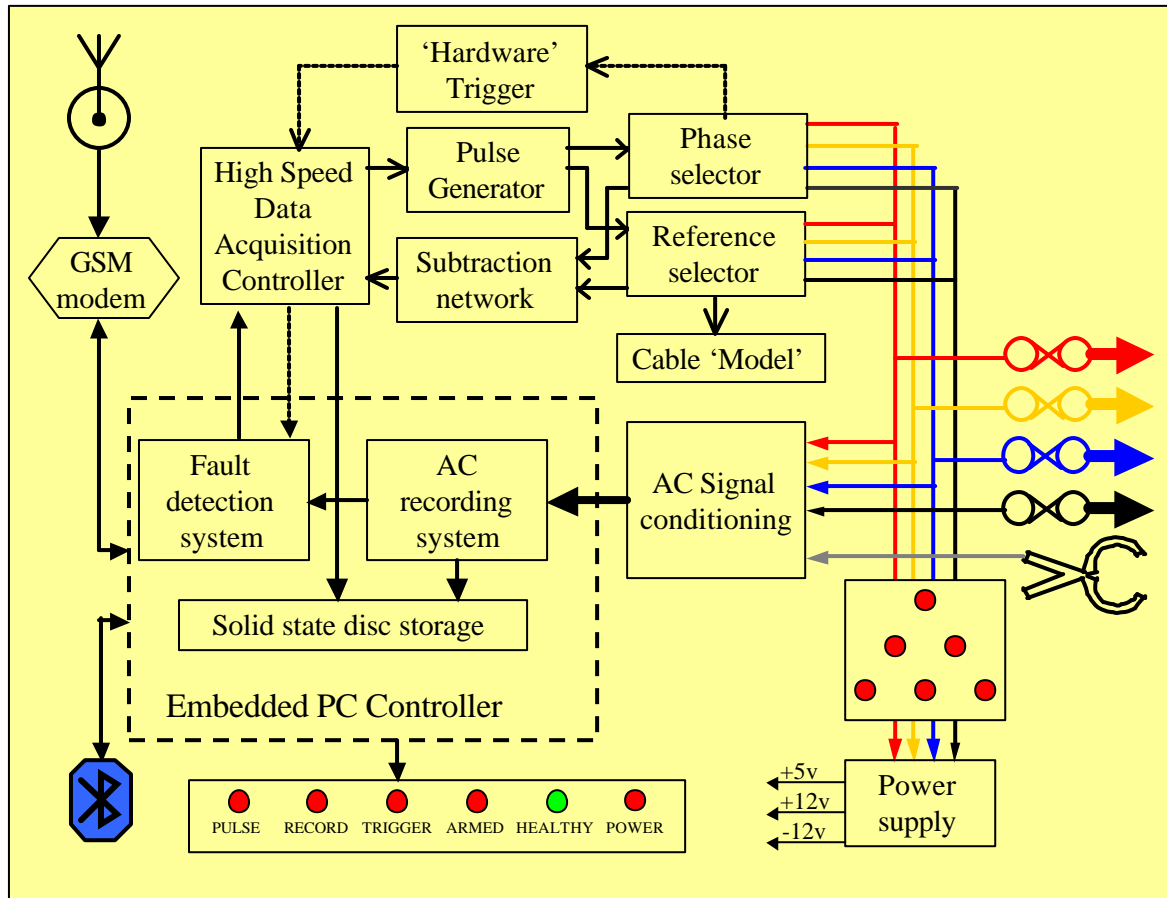 ‘Hardware’
Trigger
Phase
selector
Pulse
Generator
High Speed
Data
Acquisition
Controller
Reference
selector
GSM
modem
Subtraction
network
Cable ‘Model’
Fault
detection
system
AC
recording
system
AC Signal
conditioning
Solid state disc storage
Embedded PC Controller
+5v
+12v
-12v
Power
supply
PULSE
RECORD
TRIGGER
ARMED
HEALTHY
POWER